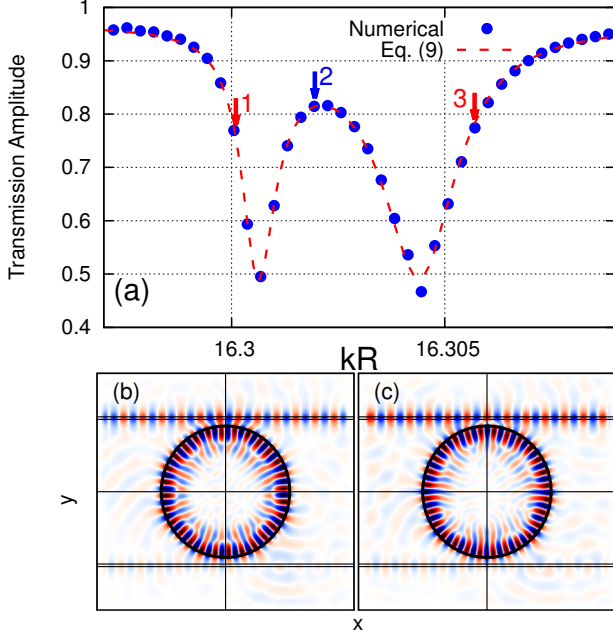 1
0.9
0.8
0.7
0.6
0.5
0.4
Transmission Amplitude
Numerical
Eq. (9)
1
2
3
(a)
16.3
16.305
kR
(b)
(c)
y
x